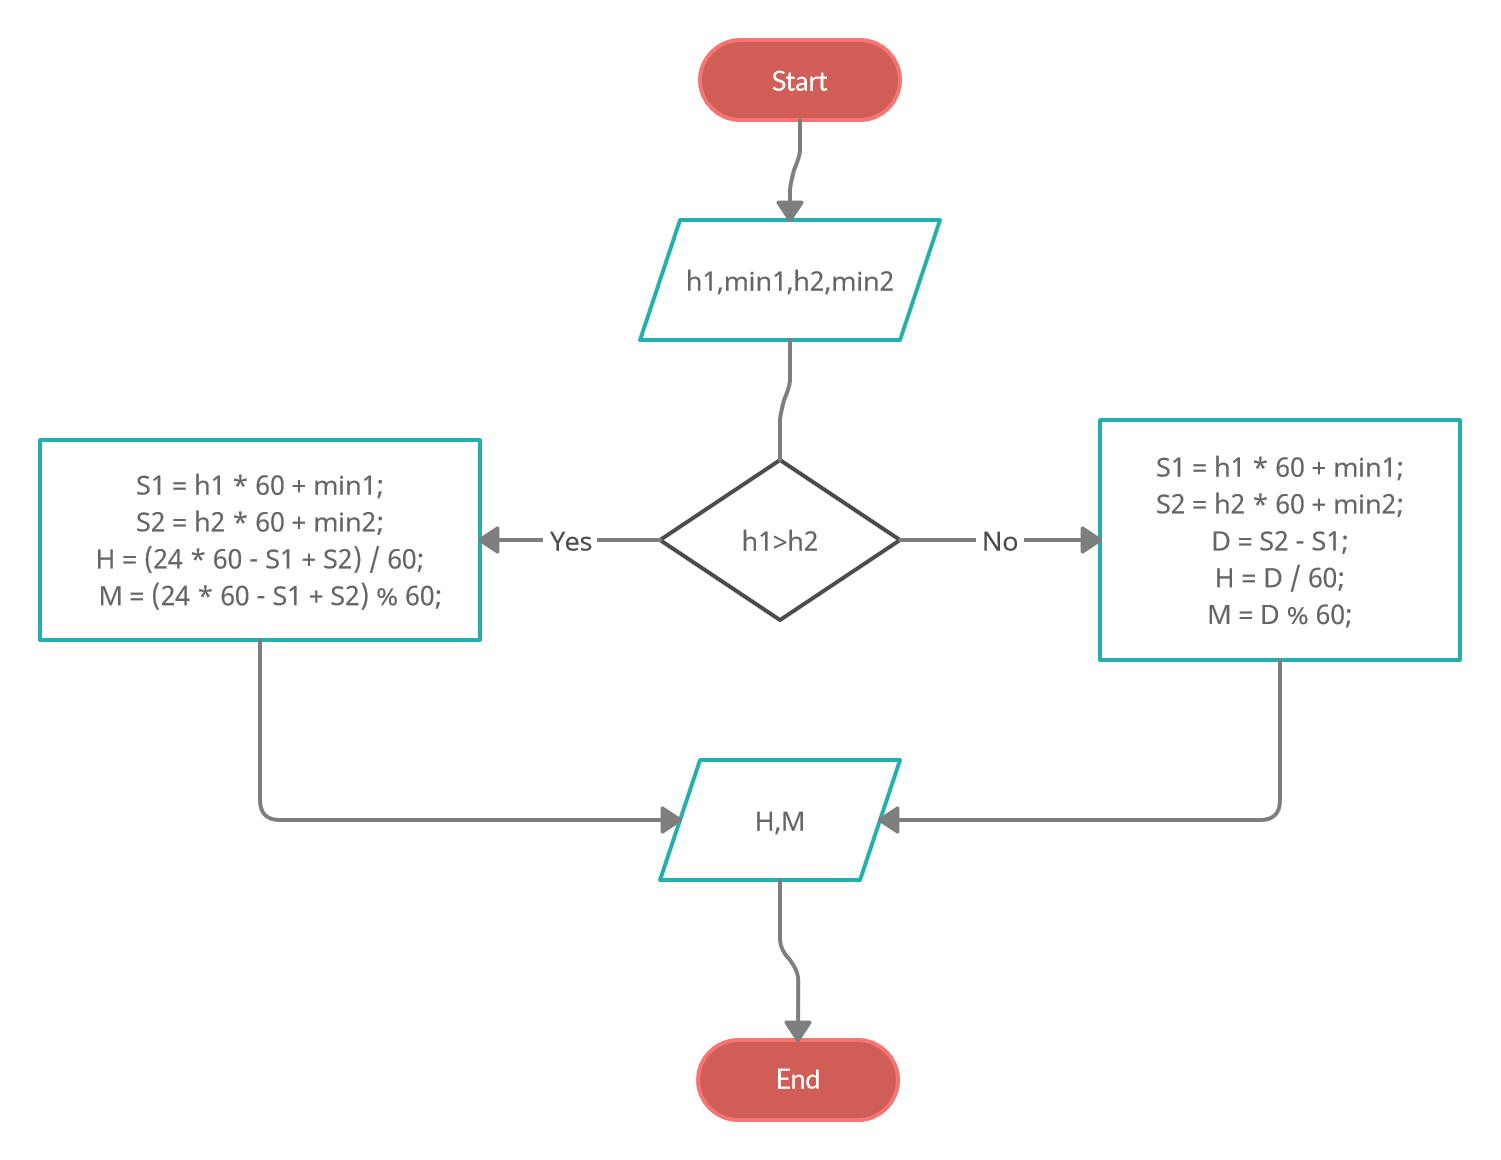 Start
h1,min1,h2,min2
h1>h2
Yes
No
S1 = h1 * 60 + min1;
S2 = h2 * 60 + min2;
H = (24 * 60 - S1 + S2) / 60;
M = (24 * 60 - S1 + S2) % 60;
S1 = h1 * 60 + min1;
S2 = h2 * 60 + min2;
D = S2 - S1;
H = D / 60;
M = D % 60;
H,M
End